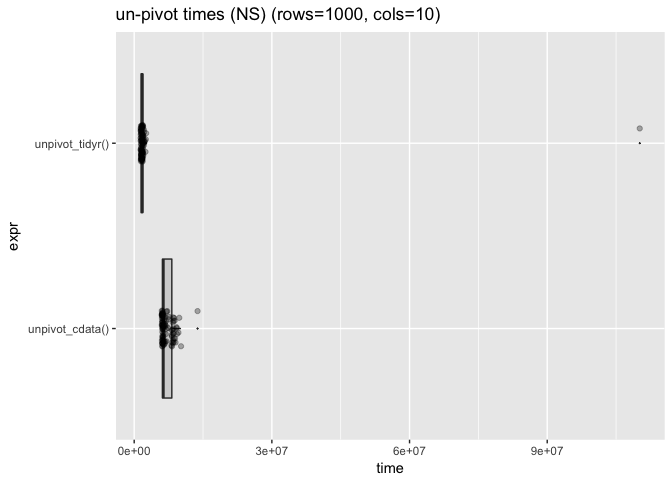 un-pivot times (NS) (rows=1000, cols=10)
unpivot_tidyr()
expr
unpivot_cdata()
0e+00 3e+07 6e+07 9e+07
time